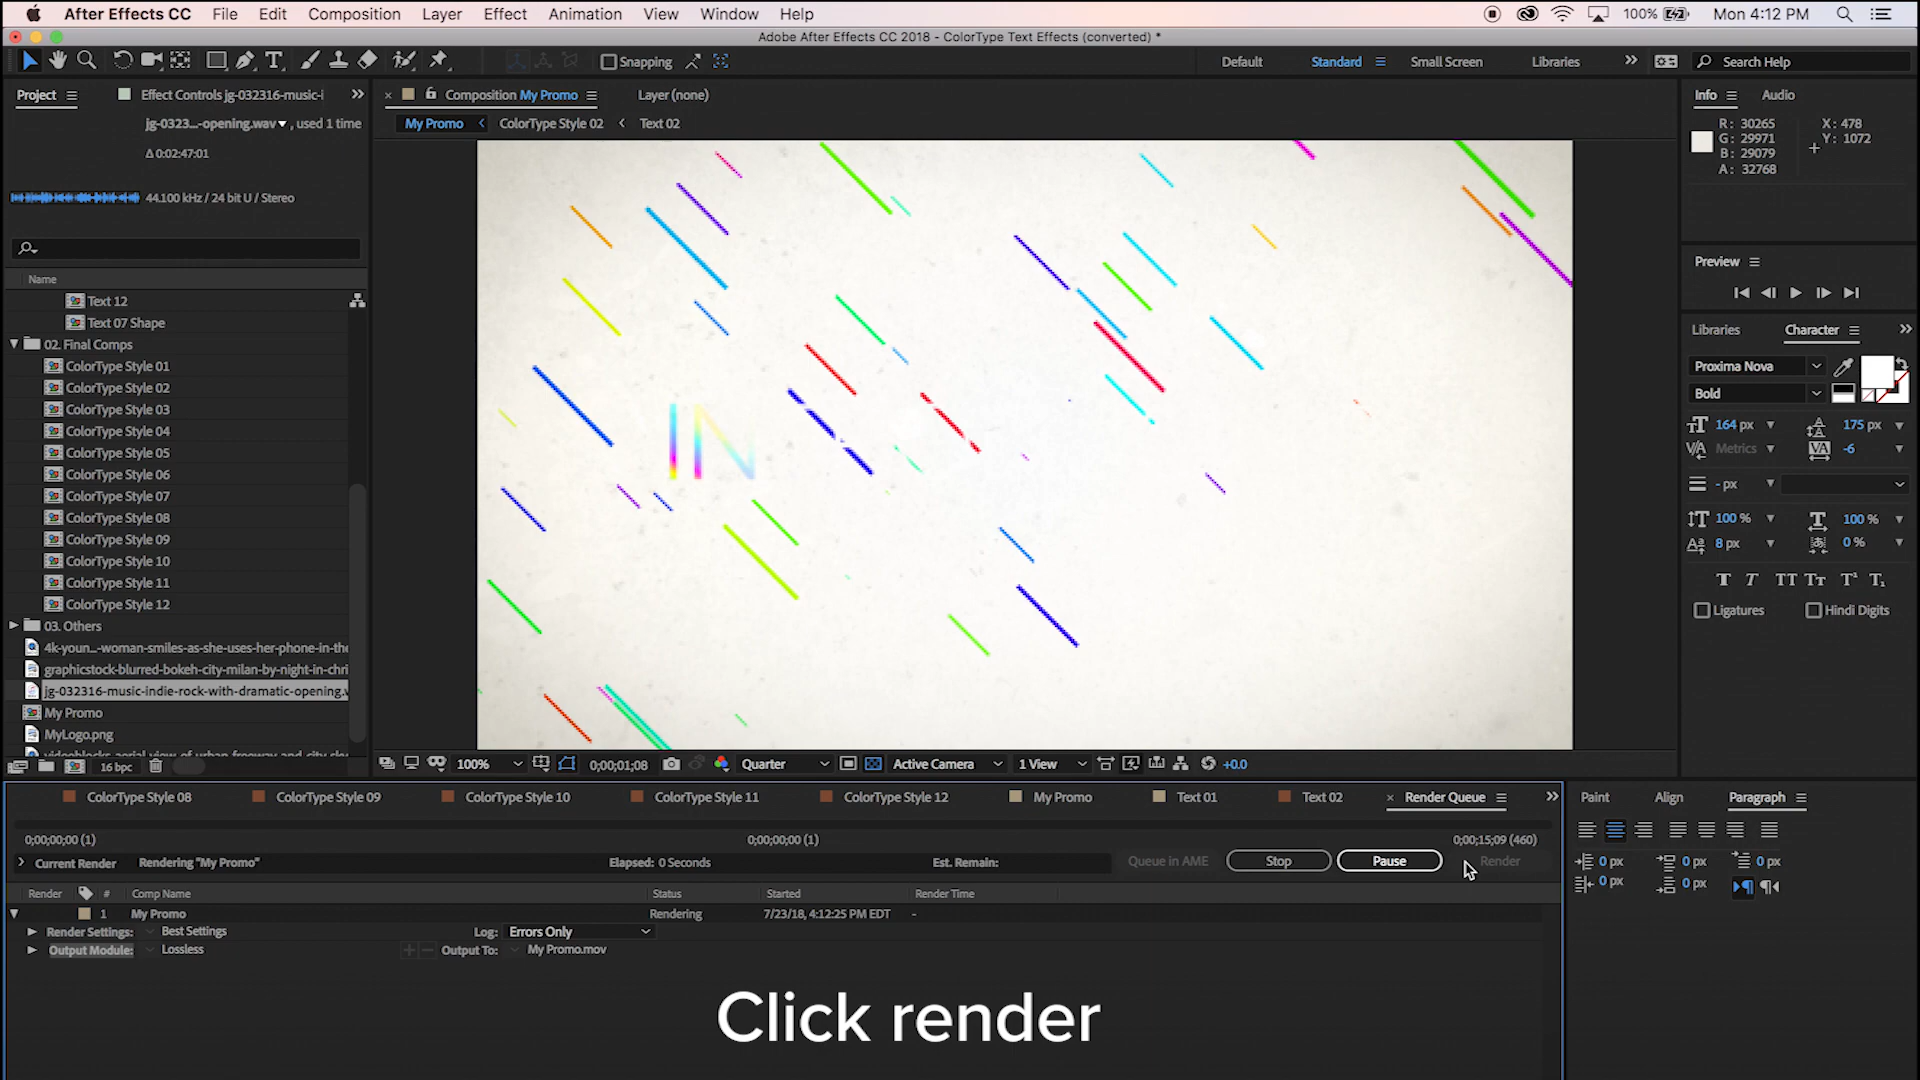 After Effects CC File Edit Composition Layer Effect Animation View Window Help 100% Mon 4:12 PM
Adobe After Effects CC 2018 - ColorType Text Effects (converted) *
Snapping Default Standard Small Screen Libraries Search Help
Project Effect Controls jg-032316-music-i Composition My Promo Layer (none) Info Audio
jg-0323...-opening.wav , used 1 time My Promo ColorType Style 02 Text 02
Δ 0:02:47:01
R: 30265 X: 478
G: 29971 Y: 1072
B: 29079
A: 32768
44.100 kHz / 24 bit U / Stereo
Preview
Name
Text 12
Text 07 Shape
02. Final Comps
ColorType Style 01
ColorType Style 02
ColorType Style 03
ColorType Style 04
ColorType Style 05
ColorType Style 06
ColorType Style 07
ColorType Style 08
ColorType Style 09
ColorType Style 10
ColorType Style 11
ColorType Style 12
03. Others
4k-youn...-woman-smiles-as-she-uses-her-phone-in-the
graphicstock-blurred-bokeh-city-milan-by-night-in-chri
jg-032316-music-indie-rock-with-dramatic-opening.v
My Promo
MyLogo.png
16 bpc
IN
Libraries Character
Proxima Nova
Bold
164 px 175 px
Metrics -6
- px
100 % 100 %
8 px 0 %
Ligatures Hindi Digits
100% 0;00;01;08 Quarter Active Camera 1 View +0.0
ColorType Style 08 ColorType Style 09 ColorType Style 10 ColorType Style 11 ColorType Style 12 My Promo Text 01 Text 02 Render Queue
0;00;00;00 (1) 0;00;00;00 (1) 0;00;15;09 (460)
Current Render Rendering "My Promo" Elapsed: 0 Seconds Est. Remain: Queue in AME Stop Pause Render
Render # Comp Name Status Started Render Time
1 My Promo Rendering 7/23/18, 4:12:25 PM EDT -
Render Settings: Best Settings Log: Errors Only
Output Module: Lossless Output To: My Promo.mov
Paint Align Paragraph
0 px 0 px 0 px
0 px 0 px
Click render